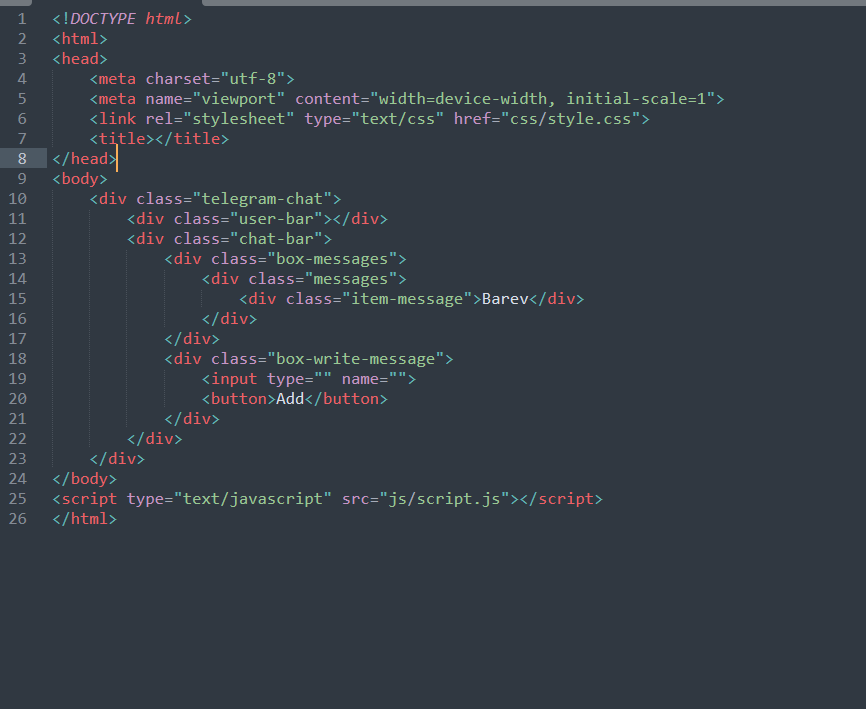 1 <!DOCTYPE html>
2 <html>
3 <head>
4     <meta charset="utf-8">
5     <meta name="viewport" content="width=device-width, initial-scale=1">
6     <link rel="stylesheet" type="text/css" href="css/style.css">
7     <title></title>
8 </head>
9 <body>
10     <div class="telegram-chat">
11         <div class="user-bar"></div>
12         <div class="chat-bar">
13             <div class="box-messages">
14                 <div class="messages">
15                     <div class="item-message">Barev</div>
16                 </div>
17             </div>
18             <div class="box-write-message">
19                 <input type="" name="">
20                 <button>Add</button>
21             </div>
22         </div>
23     </div>
24 </body>
25 <script type="text/javascript" src="js/script.js"></script>
26 </html>